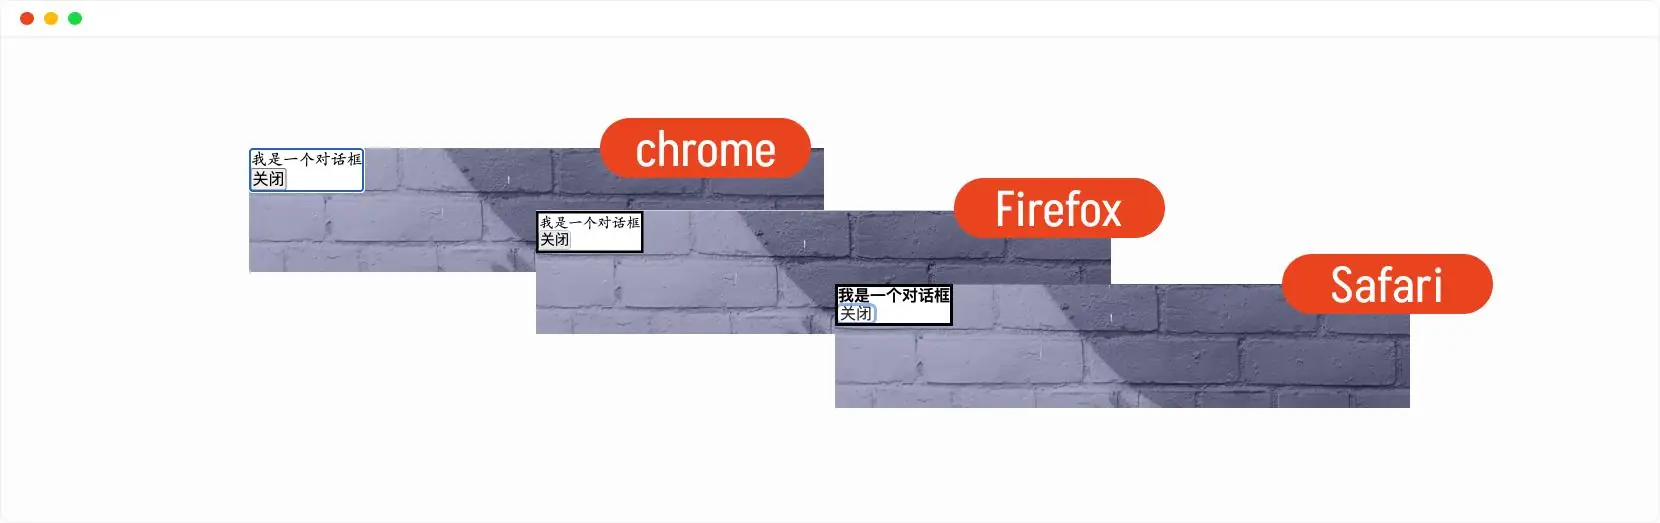 chrome
我是一个对话框
关闭
Firefox
我是一个对话框
关闭
Safari
我是一个对话框
关闭